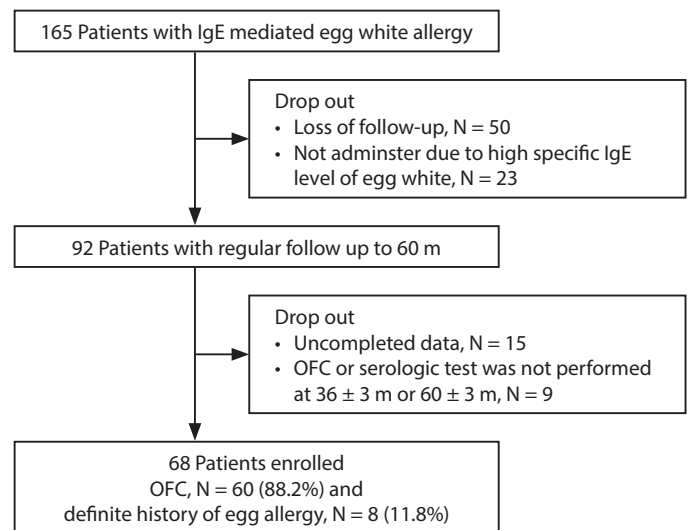 165 Patients with IgE mediated egg white allergy
Drop out
• Loss of follow-up, N = 50
• Not adminster due to high specific IgE
level of egg white, N = 23
92 Patients with regular follow up to 60 m
Drop out
• Uncompleted data, N = 15
• OFC or serologic test was not performed
at 36 ± 3 m or 60 ± 3 m, N = 9
68 Patients enrolled
OFC, N = 60 (88.2%) and
definite history of egg allergy, N = 8 (11.8%)